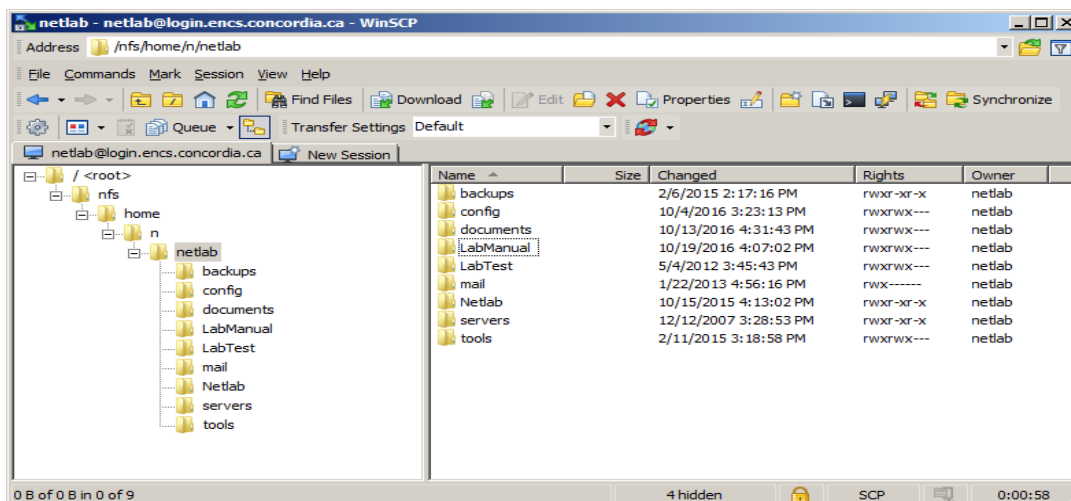 netlab - netlab@login.encs.concordia.ca - WinSCP
Address /nfs/home/n/netlab
File Commands Mark Session View Help
Find Files Download Edit Properties Synchronize
Queue Transfer Settings Default
netlab@login.encs.concordia.ca New Session
/ <root>
nfs
home
n
netlab
backups
config
documents
LabManual
LabTest
mail
Netlab
servers
tools
Name Size Changed Rights Owner
backups 2/6/2015 2:17:16 PM rwxr-xr-x netlab
config 10/4/2016 3:23:13 PM rwxrwx--- netlab
documents 10/13/2016 4:31:43 PM rwxrwx--- netlab
LabManual 10/19/2016 4:07:02 PM rwxrwx--- netlab
LabTest 5/4/2012 3:45:43 PM rwxrwx--- netlab
mail 1/22/2013 4:56:16 PM rwx------ netlab
Netlab 10/15/2015 4:13:02 PM rwxr-xr-x netlab
servers 12/12/2007 3:28:53 PM rwxr-xr-x netlab
tools 2/11/2015 3:18:58 PM rwxrwx--- netlab
0 B of 0 B in 0 of 9 4 hidden SCP 0:00:58